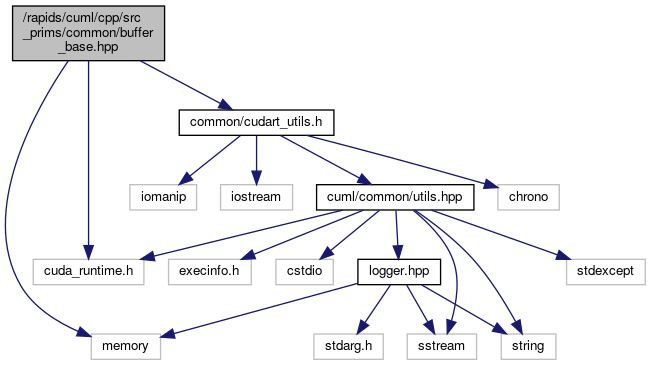 /rapids/cuml/cpp/src
_prims/common/buffer
_base.hpp
common/cudart_utils.h
iomanip
iostream
cuml/common/utils.hpp
chrono
cuda_runtime.h
execinfo.h
cstdio
logger.hpp
stdexcept
memory
stdarg.h
sstream
string